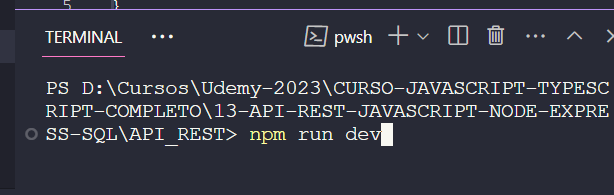 5 }
TERMINAL ··· pwsh
PS D:\Cursos\Udemy-2023\CURSO-JAVASCRIPT-TYPESC
RIPT-COMPLETO\13-API-REST-JAVASCRIPT-NODE-EXPRE
SS-SQL\API_REST> npm run dev